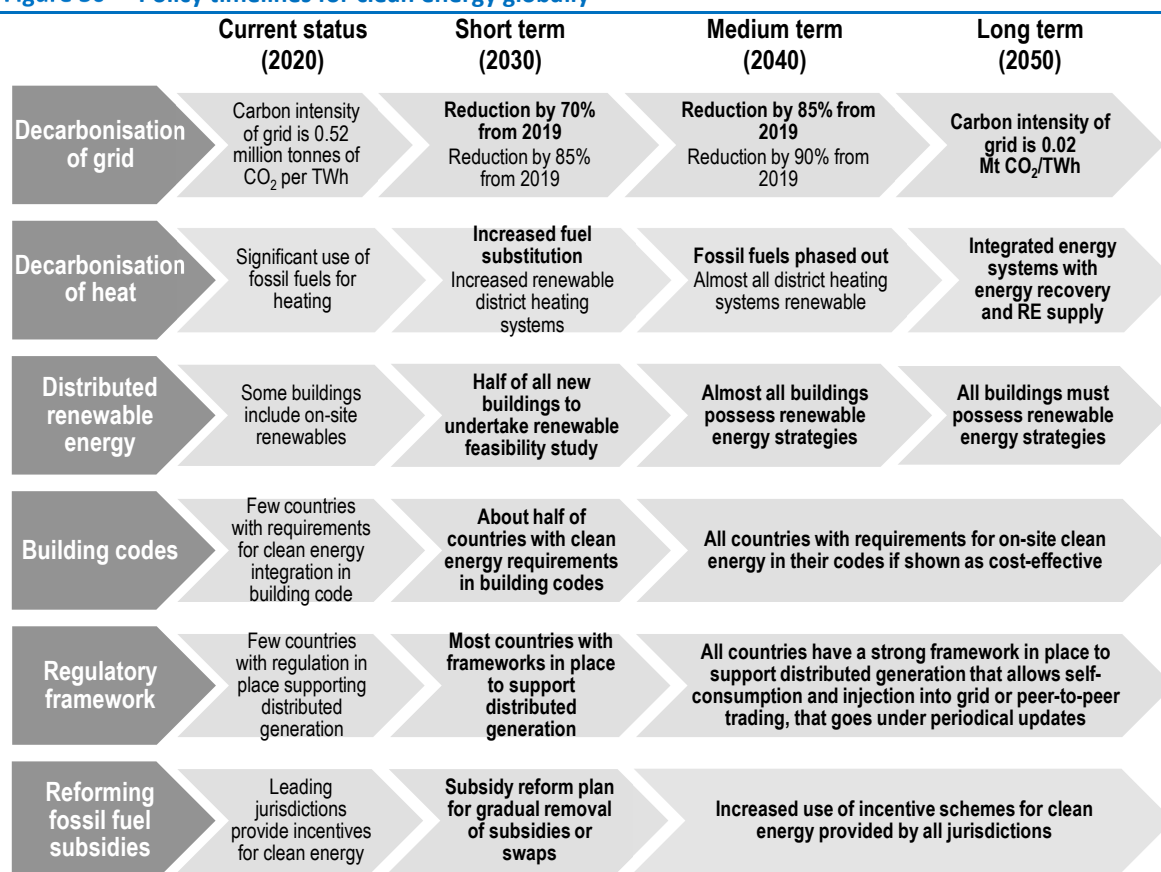 Current status
(2020)
Short term
(2030)
Medium term
(2040)
Long term
(2050)
Decarbonisation
of grid
Carbon intensity
of grid is 0.52
million tonnes of
CO2 per TWh
Reduction by 70%
from 2019
Reduction by 85%
from 2019
Reduction by 85% from
2019
Reduction by 90% from
2019
Carbon intensity of
grid is 0.02
Mt CO2/TWh
Decarbonisation
of heat
Significant use of
fossil fuels for
heating
Increased fuel
substitution
Increased renewable
district heating
systems
Fossil fuels phased out
Almost all district heating
systems renewable
Integrated energy
systems with
energy recovery
and RE supply
Distributed
renewable
energy
Some buildings
include on-site
renewables
Half of all new
buildings to
undertake renewable
feasibility study
Almost all buildings
possess renewable
energy strategies
All buildings must
possess renewable
energy strategies
Building codes
Few countries
with requirements
for clean energy
integration in
building code
About half of
countries with clean
energy requirements
in building codes
All countries with requirements for on-site clean
energy in their codes if shown as cost-effective
Regulatory
framework
Few countries
with regulation in
place supporting
distributed
generation
Most countries with
frameworks in place
to support
distributed
generation
All countries have a strong framework in place to
support distributed generation that allows self-
consumption and injection into grid or peer-to-peer
trading, that goes under periodical updates
Reforming
fossil fuel
subsidies
Leading
jurisdictions
provide incentives
for clean energy
Subsidy reform plan
for gradual removal
of subsidies or
swaps
Increased use of incentive schemes for clean
energy provided by all jurisdictions